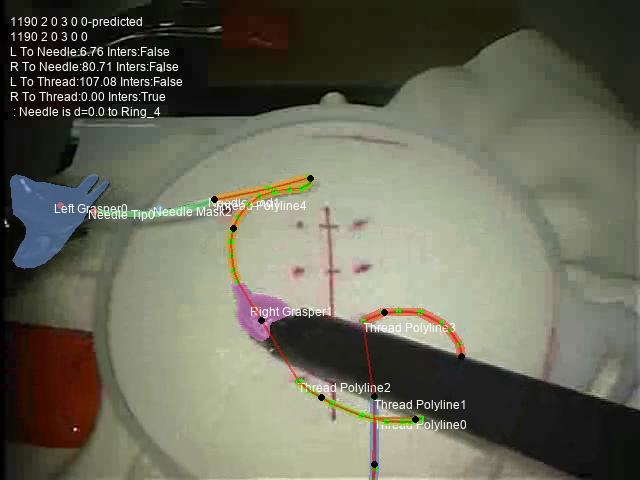 1190 2 0 3 0 0-predicted
1190 2 0 3 0 0
L To Needle:6.76 Inters:False
R To Needle:80.71 Inters:False
L To Thread:107.08 Inters:False
R To Thread:0.00 Inters:True
: Needle is d=0.0 to Ring_4
Left Grasper0
Needle Tip0
Needle Mask2
Thread Polyline4
Right Grasper1
Thread Polyline3
Thread Polyline2
Thread Polyline1
Thread Polyline0